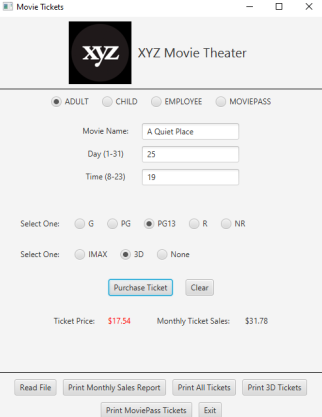 Movie Tickets
xyz
XYZ Movie Theater
ADULT CHILD EMPLOYEE MOVIEPASS
Movie Name: A Quiet Place
Day (1-31) 25
Time (8-23) 19
Select One: G PG PG13 R NR
Select One: IMAX 3D None
Purchase Ticket Clear
Ticket Price: $17.54 Monthly Ticket Sales: $31.78
Read File Print Monthly Sales Report Print All Tickets Print 3D Tickets
Print MoviePass Tickets Exit